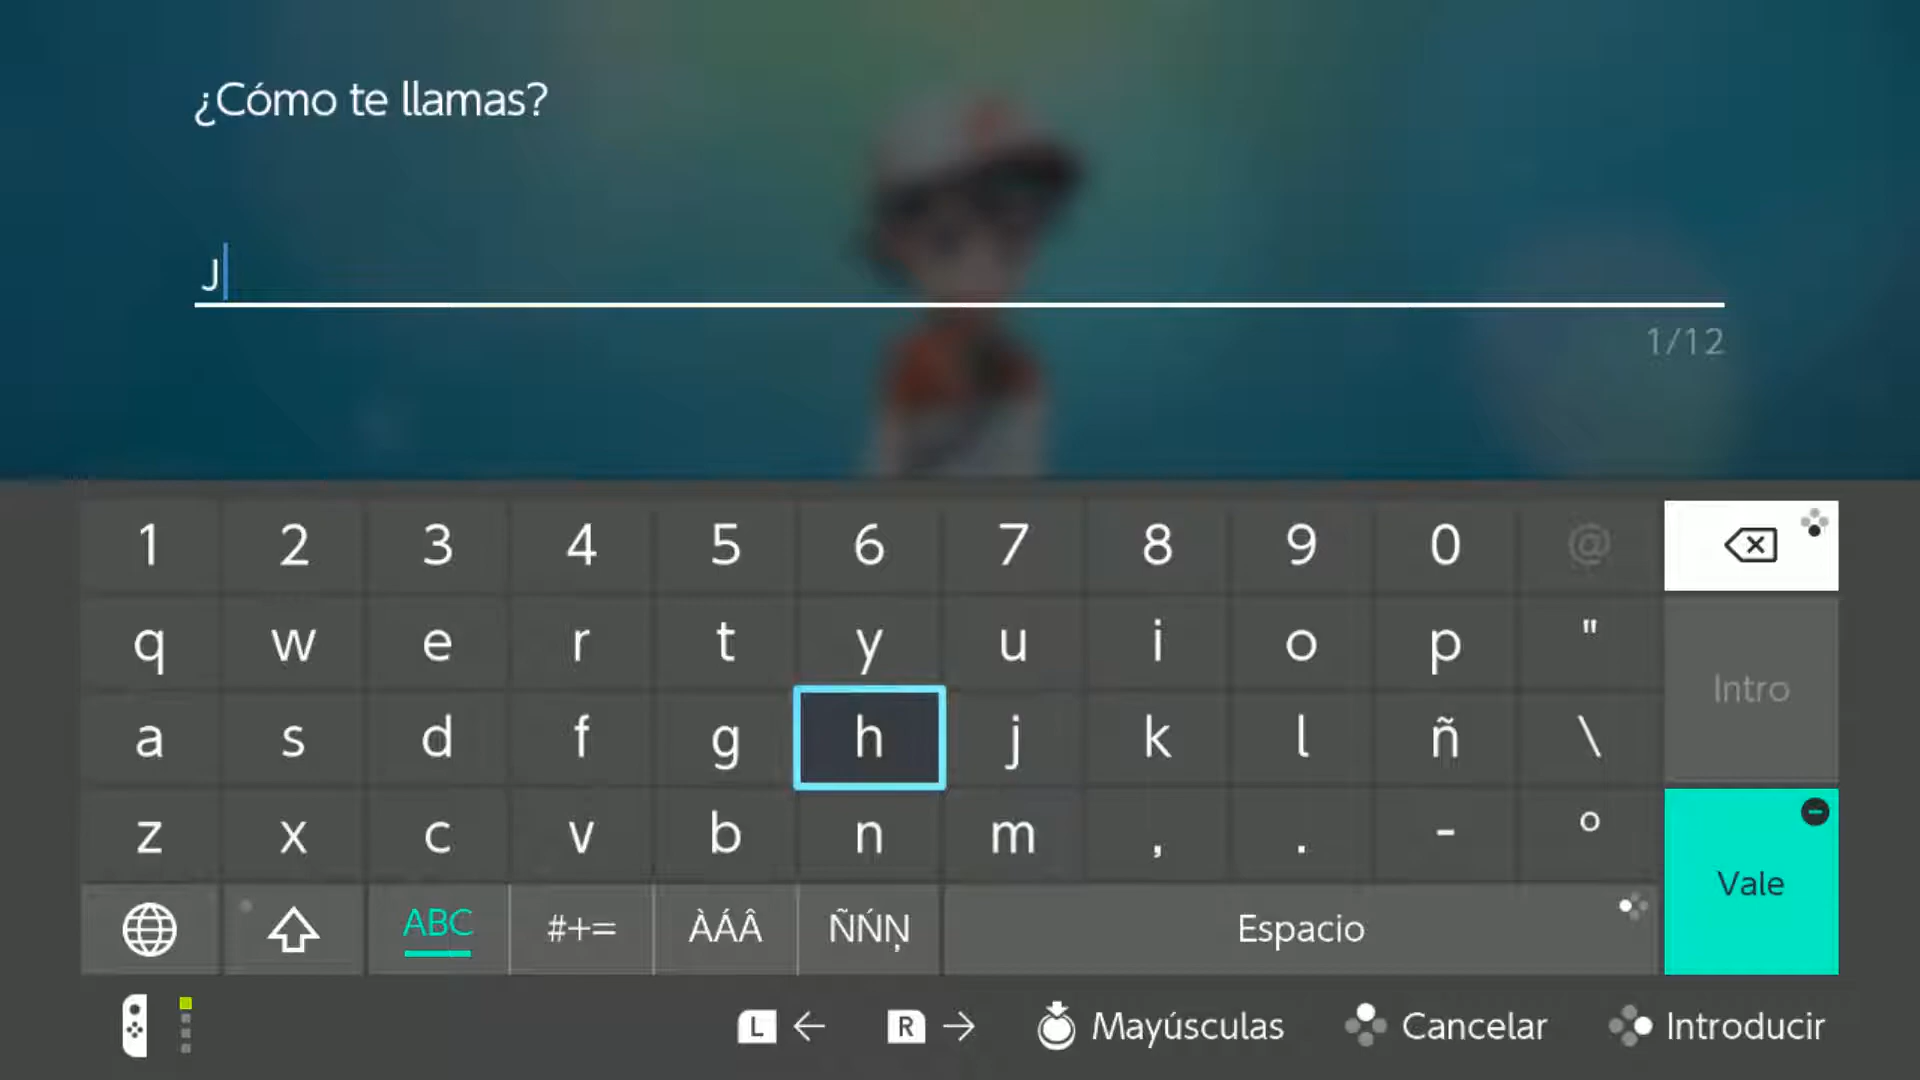 ¿Cómo te llamas?
J
1/12
1 2 3 4 5 6 7 8 9 0 @
q w e r t y u i o p "
Intro
a s d f g h j k l ñ \
z x c v b n m , . - º
Vale
ABC #+= ÀÁÂ ÑŃŅ Espacio
L ← R → Mayúsculas Cancelar Introducir